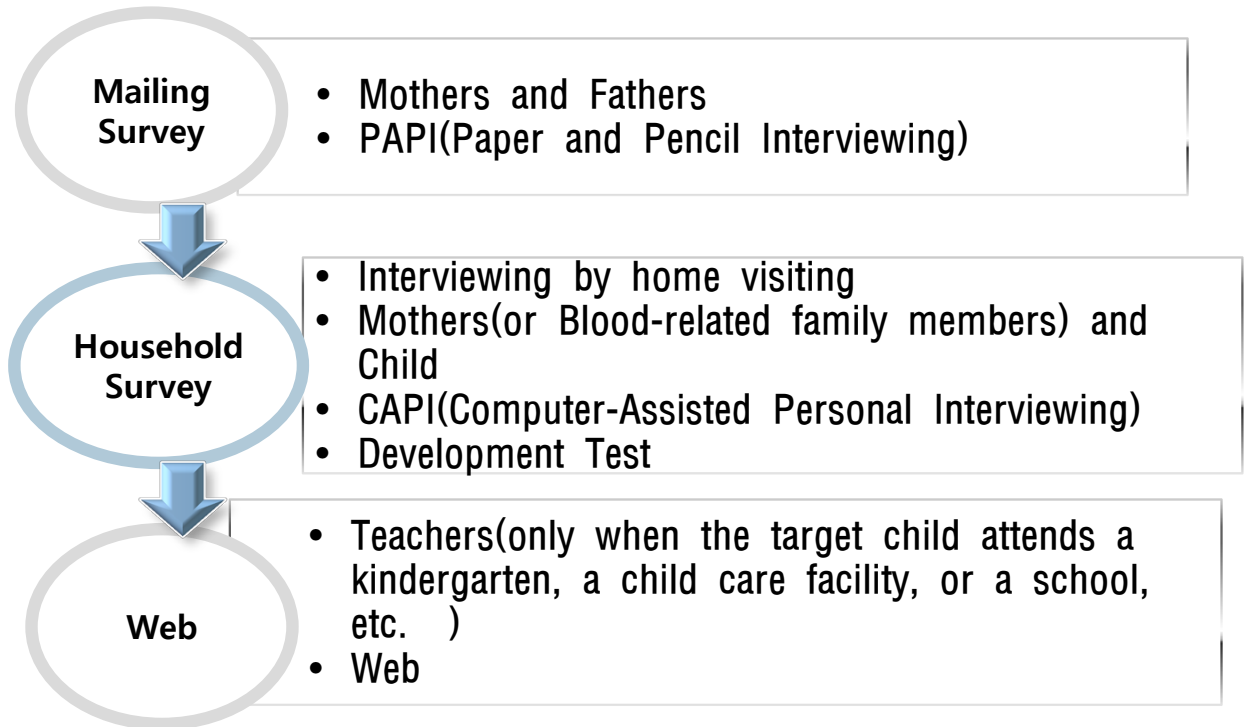 Mailing
Survey
• Mothers and Fathers
• PAPI(Paper and Pencil Interviewing)
Household
Survey
• Interviewing by home visiting
• Mothers(or Blood-related family members) and
Child
• CAPI(Computer-Assisted Personal Interviewing)
• Development Test
Web
• Teachers(only when the target child attends a
kindergarten, a child care facility, or a school,
etc. )
• Web